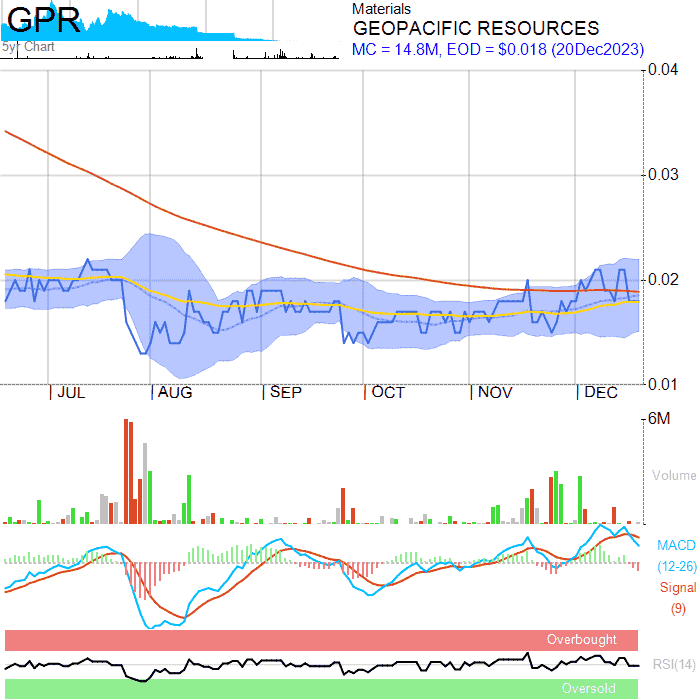 GPR
5yr Chart
Materials
GEOPACIFIC RESOURCES
MC = 14.8M, EOD = $0.018 (20Dec2023)
0.04
0.03
0.02
0.01
JUL AUG SEP OCT NOV DEC
6M
Volume
MACD
(12-26)
Signal
(9)
Overbought
RSI(14)
Oversold